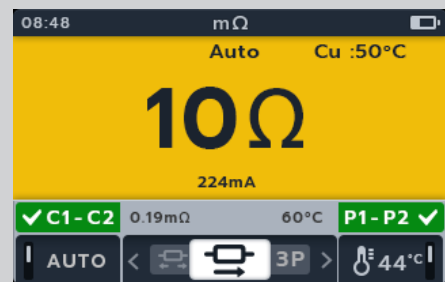 08:48 mΩ
Auto Cu :50°C
10Ω
224mA
✓ C1-C2 0.19mΩ 60°C P1-P2 ✓
AUTO < 3P > 44°C